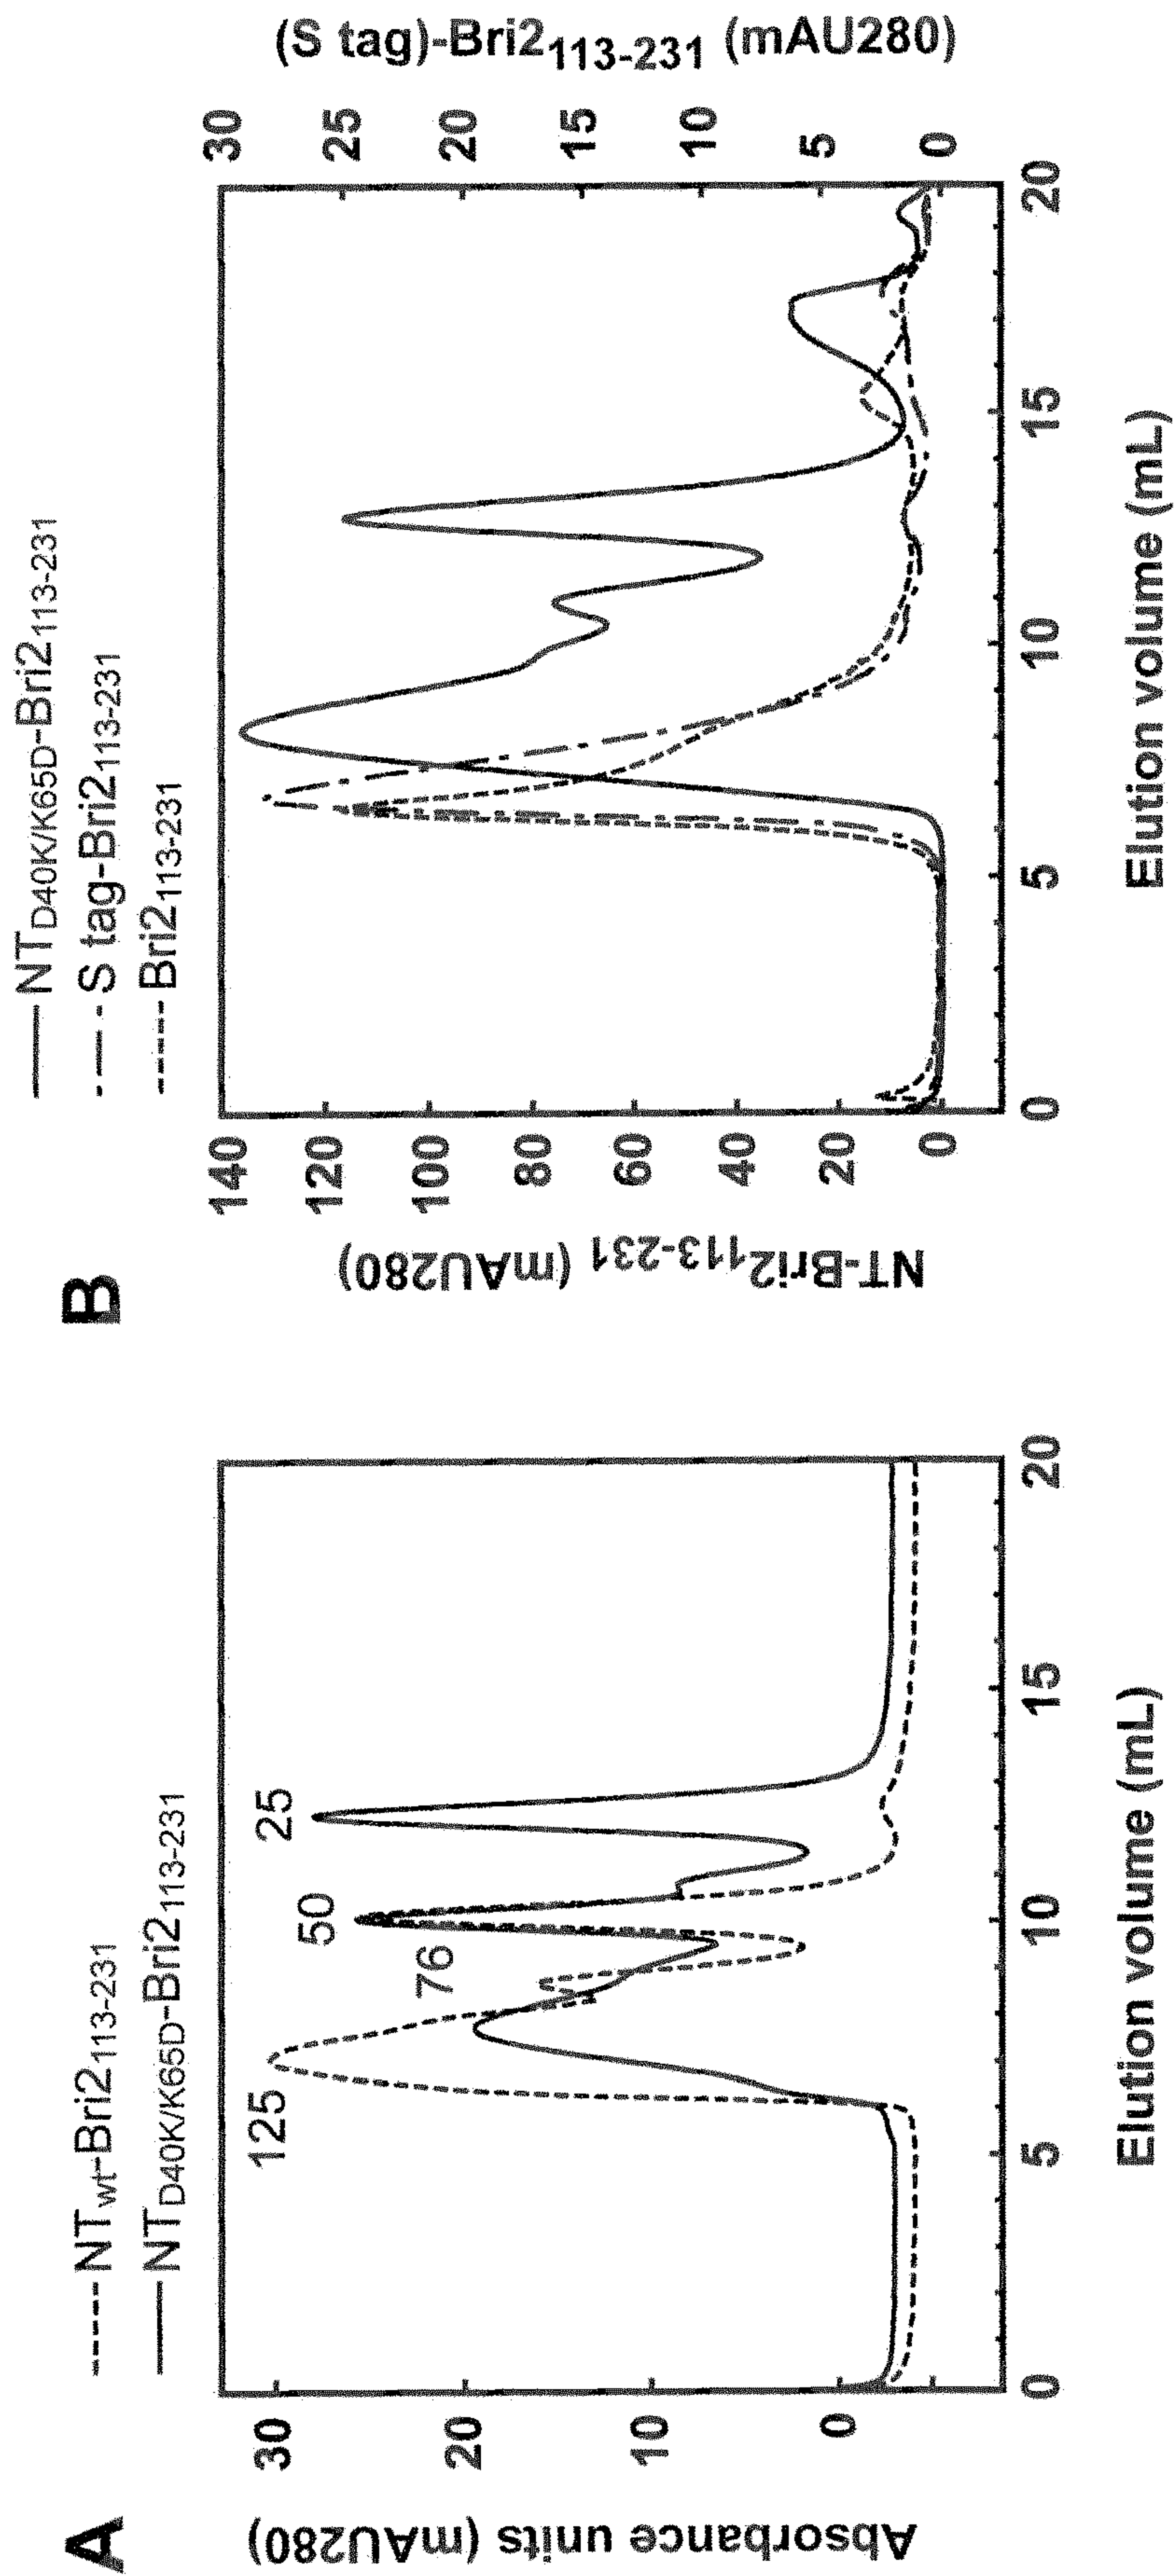 A
NTwt-Bri2113-231
NTD40K/K65D-Bri2113-231
Absorbance units (mAU280)
30
20
10
0
125
76
50
25
0
5
10
15
20
Elution volume (mL)
B
NTD40K/K65D-Bri2113-231
S tag-Bri2113-231
Bri2113-231
NT-Bri2113-231 (mAU280)
140
120
100
80
60
40
20
0
(S tag)-Bri2113-231 (mAU280)
30
25
20
15
10
5
0
0
5
10
15
20
Elution volume (mL)